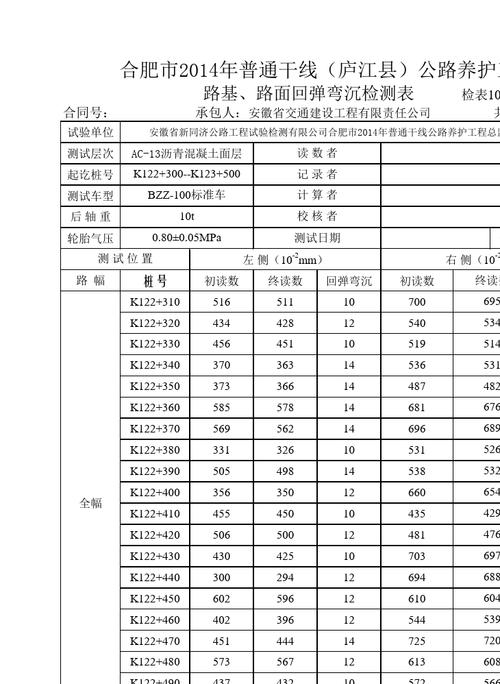 合肥市2014年普通干线（庐江县）公路养护
路基、路面回弹弯沉检测表 检表10
合同号： 承包人：安徽省交通建设工程有限责任公司
试验单位 安徽省新同济公路工程试验检测有限公司合肥市2014年普通干线公路养护工程总
测试层次 AC-13沥青混凝土面层 读 数 者
起讫桩号 K122+300--K123+500 记 录 者
测试车型 BZZ-100标准车 计 算 者
后 轴 重 10t 校 核 者
轮胎气压 0.80±0.05MPa 测试日期
测 试 位 置 左 侧（10-2mm） 右 侧（10-2
路 幅 桩 号 初读数 终读数 回弹弯沉 初读数 终读
全幅
K122+310 516 511 10 700 695
K122+320 434 428 12 540 534
K122+330 456 451 10 519 514
K122+340 370 363 14 536 531
K122+350 373 366 14 487 482
K122+360 585 578 14 681 676
K122+370 569 562 14 696 689
K122+380 331 326 10 531 526
K122+390 505 498 14 538 532
K122+400 356 350 12 660 654
K122+410 455 450 10 435 429
K122+420 506 500 12 481 476
K122+430 430 425 10 703 697
K122+440 300 294 12 694 688
K122+450 602 596 12 610 604
K122+460 402 396 12 544 539
K122+470 451 444 14 725 720
K122+480 573 567 12 613 608
K122+490 437 432 10 572 566